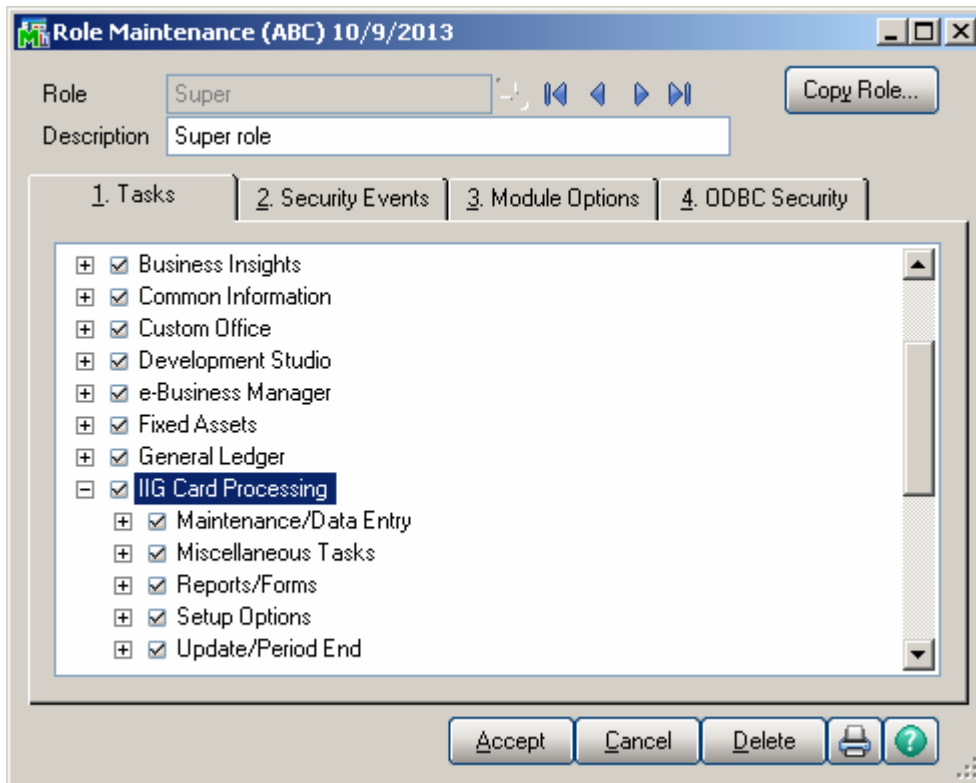 Role Maintenance (ABC) 10/9/2013
Role Super Copy Role...
Description Super role
1. Tasks 2. Security Events 3. Module Options 4. ODBC Security
Business Insights
Common Information
Custom Office
Development Studio
e-Business Manager
Fixed Assets
General Ledger
IIG Card Processing
Maintenance/Data Entry
Miscellaneous Tasks
Reports/Forms
Setup Options
Update/Period End
Accept Cancel Delete